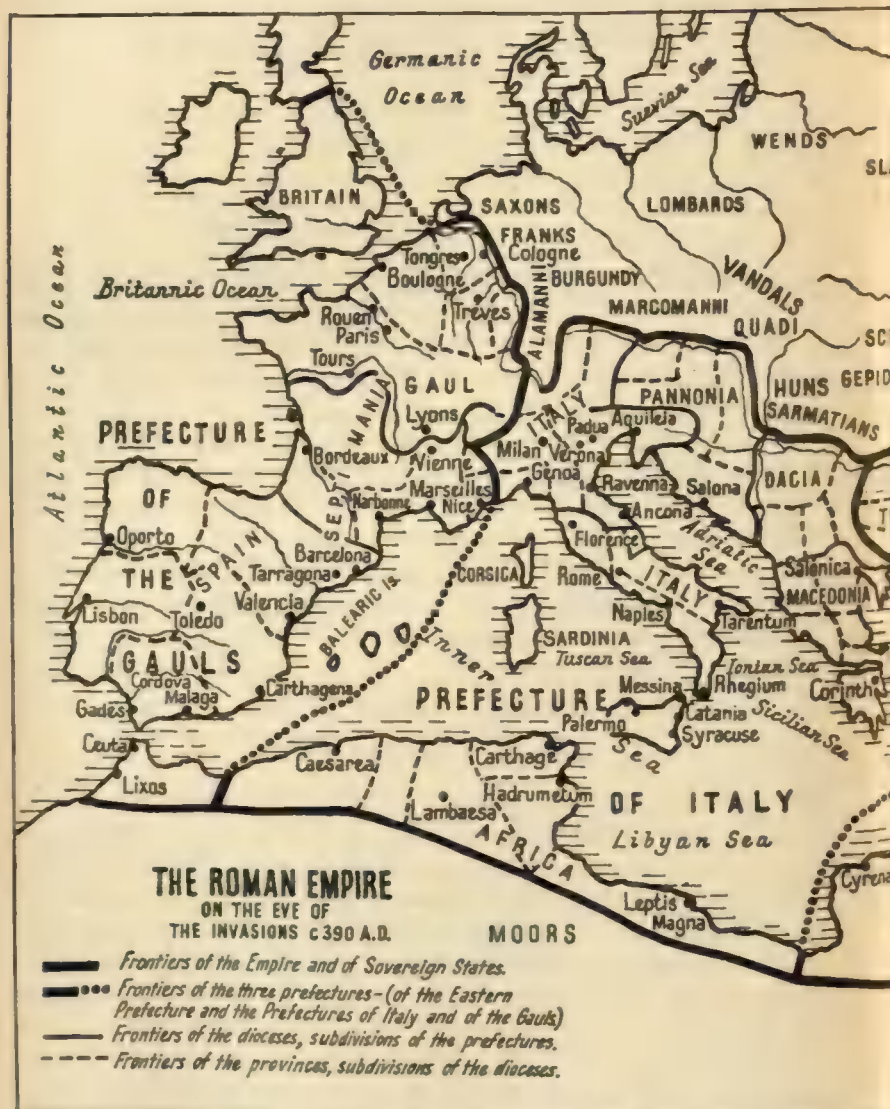 Germanic
Ocean
Suevian Sea
WENDS
SLA
BRITAIN
SAXONS
LOMBARDS
FRANKS
Cologne
Tongres
Boulogne
BURGUNDY
VANDALS
Atlantic Ocean
Britannic Ocean
Trèves
ALAMANNI
MARCOMANNI
QUADI
Rouen
Paris
SC
Tours
GAUL
PANNONIA
HUNS
GEPID
SARMATIANS
PREFECTURE
SEPTIMANIA
Lyons
ITALY
Padua
Aquileja
Bordeaux
Vienne
Milan
Verona
DACIA
OF
Narbonne
Marseilles
Nice
Genoa
Ravenna
Salona
Ancona
Oporto
SPAIN
Barcelona
Florence
Adriatic
Sea
Salonica
THE
Tarragona
CORSICA
Rome
ITALY
MACEDONIA
Lisbon
Toledo
Valencia
BALEARIC Is.
Naples
Tarentum
GAULS
Inner
SARDINIA
Tuscan Sea
Ionian Sea
Cordova
Malaga
Carthagena
PREFECTURE
Messina
Rhegium
Corinth
Gades
Palermo
Catania
Sicilian Sea
Syracuse
Ceuta
Caesarea
Carthage
Sea
Lixos
Lambaesa
Hadrumetum
OF ITALY
AFRICA
Libyan Sea
Cyrena
Leptis
Magna
MOORS
THE ROMAN EMPIRE
ON THE EVE OF
THE INVASIONS c390 A.D.
Frontiers of the Empire and of Sovereign States.
Frontiers of the three prefectures-(of the Eastern
Prefecture and the Prefectures of Italy and of the Gauls)
Frontiers of the dioceses, subdivisions of the prefectures.
Frontiers of the provinces, subdivisions of the dioceses.